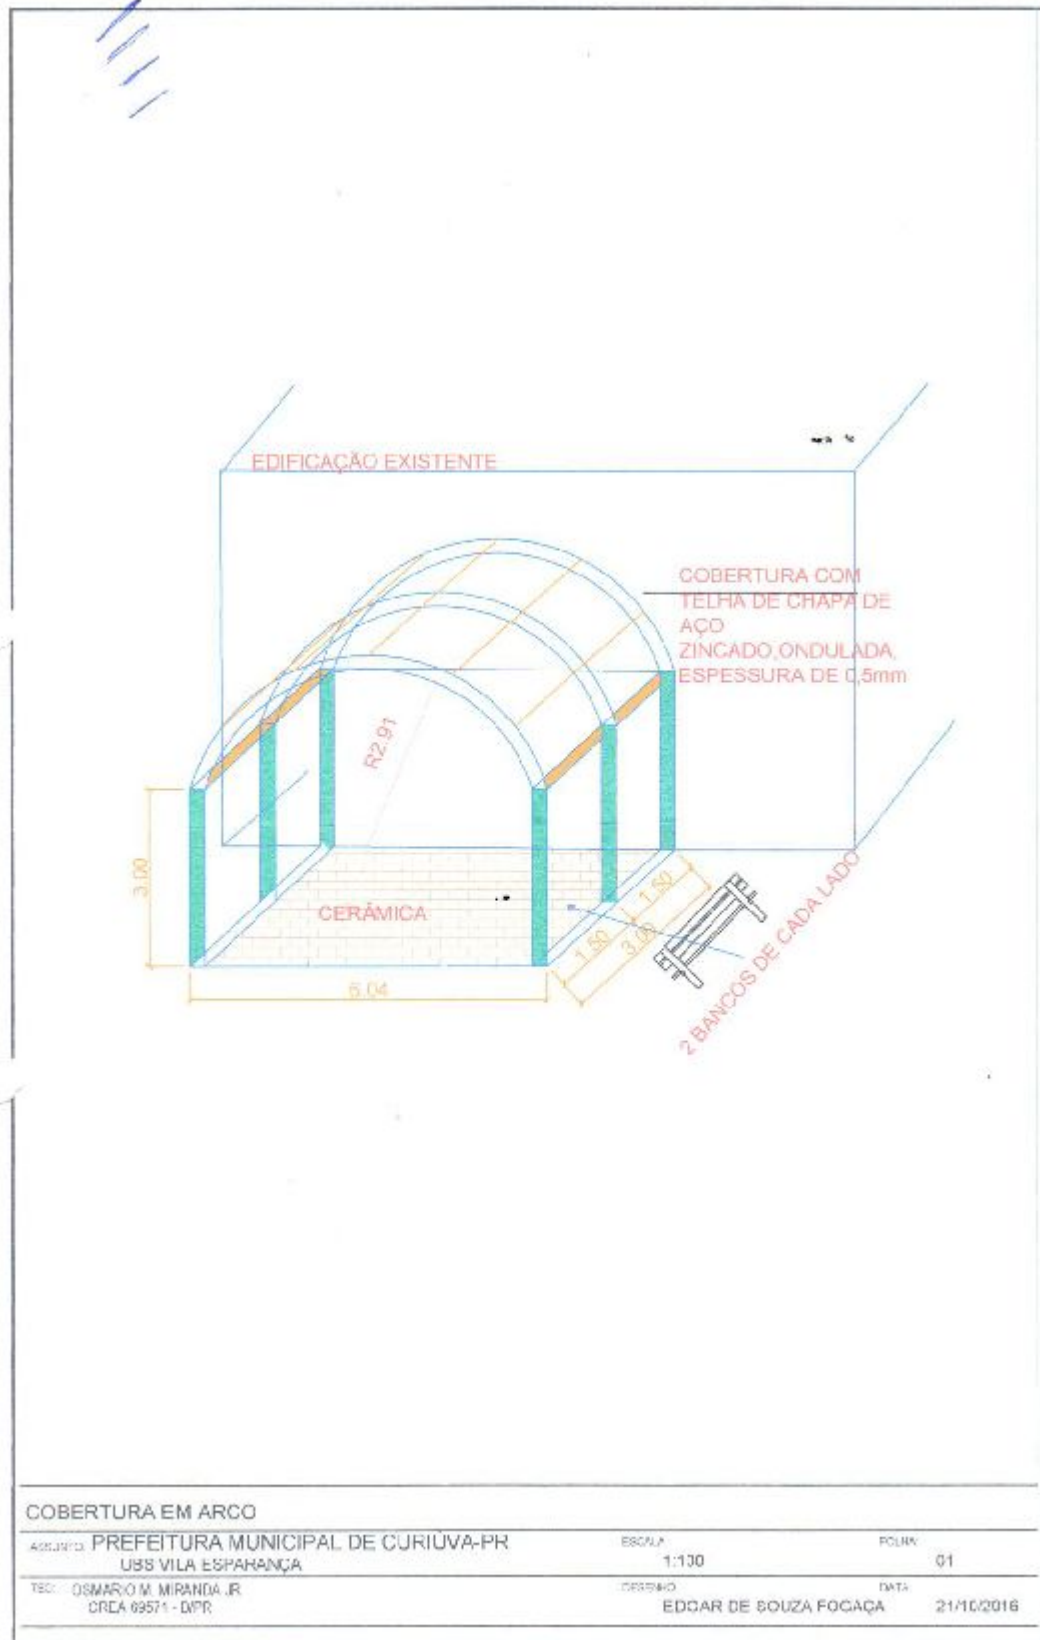 EDIFICAÇÃO EXISTENTE
COBERTURA COM
TELHA DE CHAPA DE
AÇO
ZINCADO,ONDULADA,
ESPESSURA DE 0,5mm
R2.91
3.00
CERÂMICA
1.50
1.50
3.00
6.04
2 BANCOS DE CADA LADO
COBERTURA EM ARCO
ASSUNTO: PREFEITURA MUNICIPAL DE CURIÚVA-PR
UBS VILA ESPARANÇA
ESCALA
1:100
FOLHA
01
TEC: OSMARIO M. MIRANDA JR
CREA 69571 - D/PR
DESENHO
EDGAR DE SOUZA FOGAÇA
DATA
21/10/2016